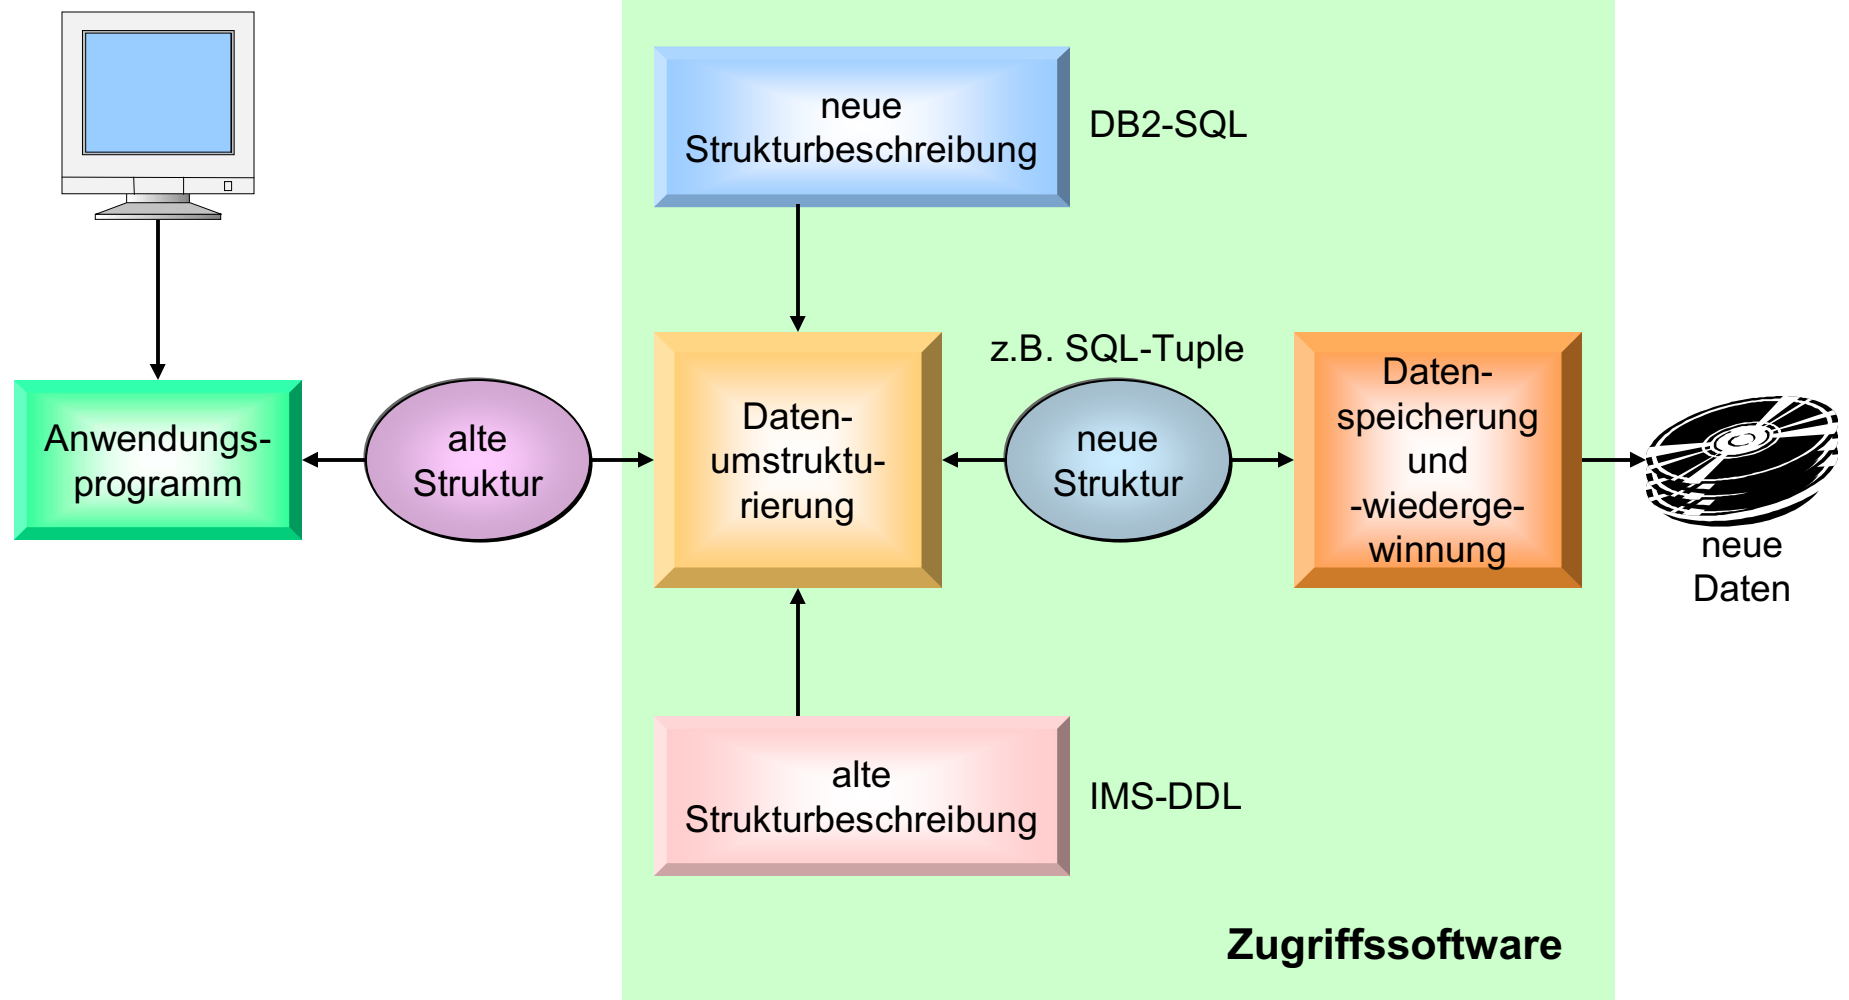 neue
Strukturbeschreibung
DB2-SQL
Anwendungs-
programm
alte
Struktur
Daten-
umstruktu-
rierung
z.B. SQL-Tuple
neue
Struktur
Daten-
speicherung
und
-wiederge-
winnung
neue
Daten
alte
Strukturbeschreibung
IMS-DDL
Zugriffssoftware